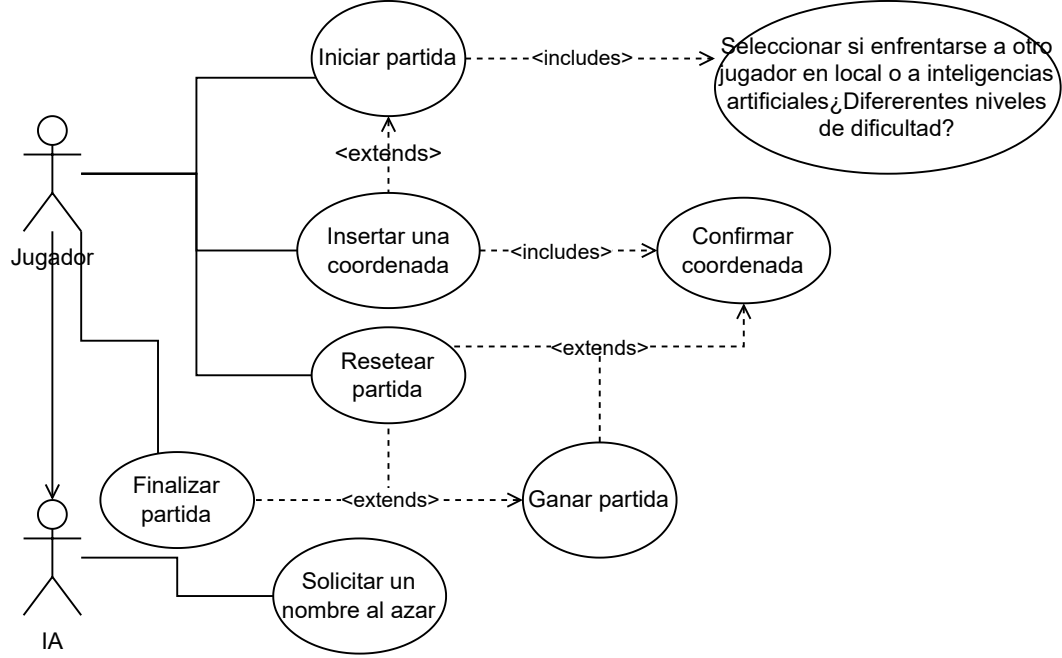 Iniciar partida
<includes>
Seleccionar si enfrentarse a otro
jugador en local o a inteligencias
artificiales¿Difererentes niveles
de dificultad?
<extends>
Jugador
Insertar una
coordenada
<includes>
Confirmar
coordenada
Resetear
partida
<extends>
Finalizar
partida
<extends>
Ganar partida
Solicitar un
nombre al azar
IA